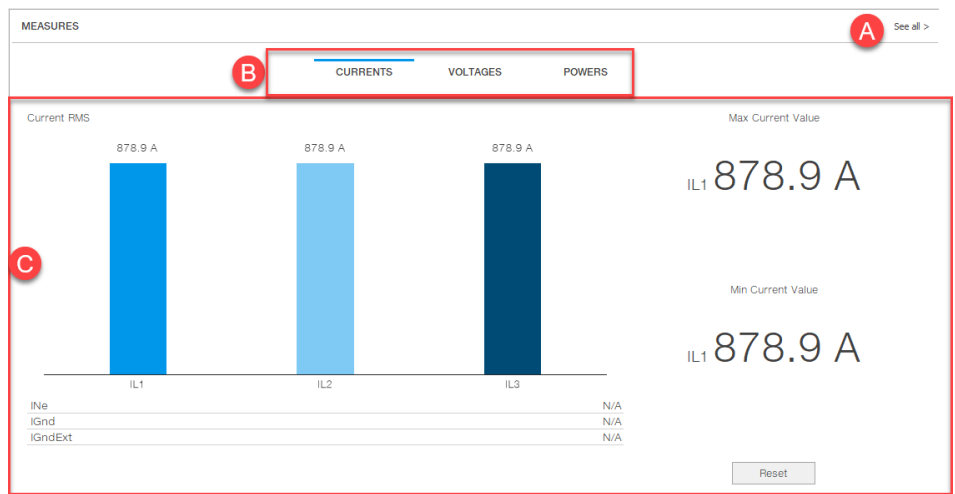 MEASURES
A
See all >
B
CURRENTS VOLTAGES POWERS
Current RMS
Max Current Value
878.9 A 878.9 A 878.9 A
IL1 878.9 A
C
Min Current Value
IL1 878.9 A
IL1 IL2 IL3
INe N/A
IGnd N/A
IGndExt N/A
Reset